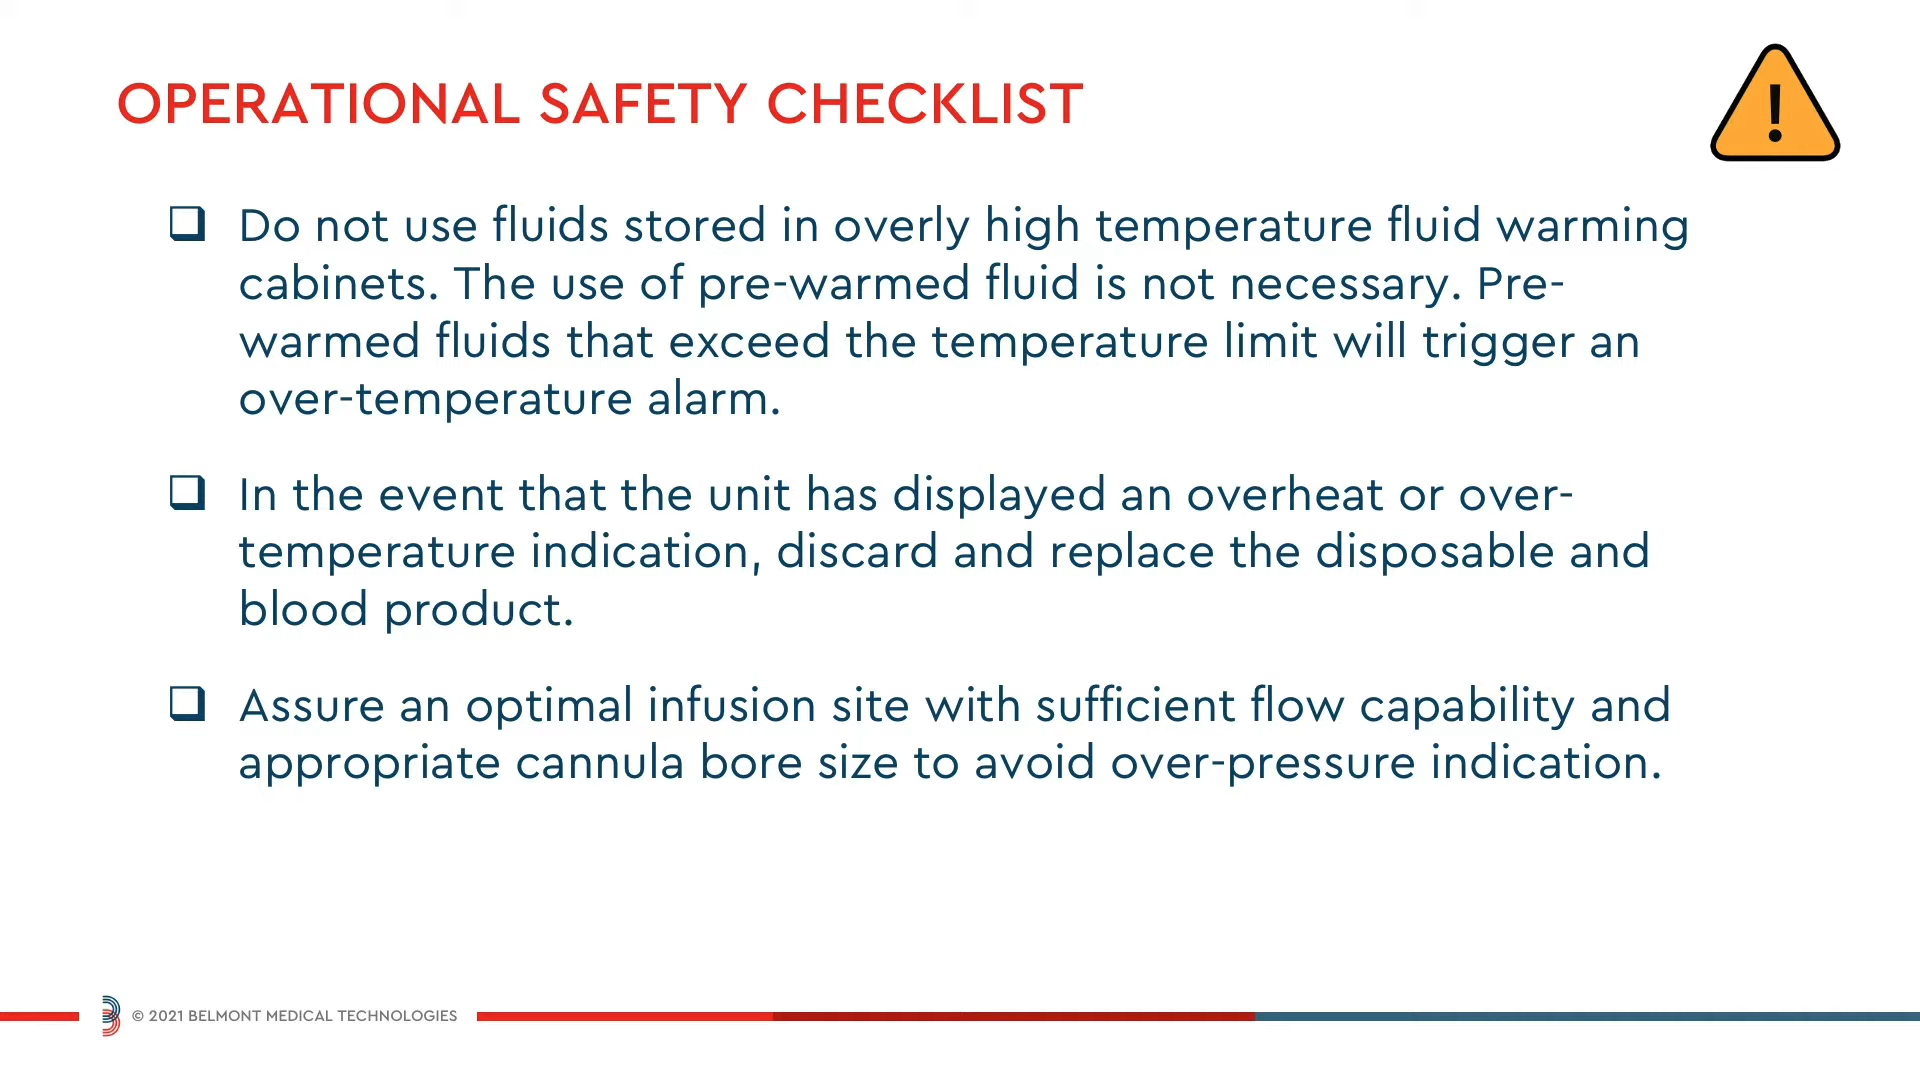 OPERATIONAL SAFETY CHECKLIST
Do not use fluids stored in overly high temperature fluid warming
cabinets. The use of pre-warmed fluid is not necessary. Pre-
warmed fluids that exceed the temperature limit will trigger an
over-temperature alarm.
In the event that the unit has displayed an overheat or over-
temperature indication, discard and replace the disposable and
blood product.
Assure an optimal infusion site with sufficient flow capability and
appropriate cannula bore size to avoid over-pressure indication.
© 2021 BELMONT MEDICAL TECHNOLOGIES